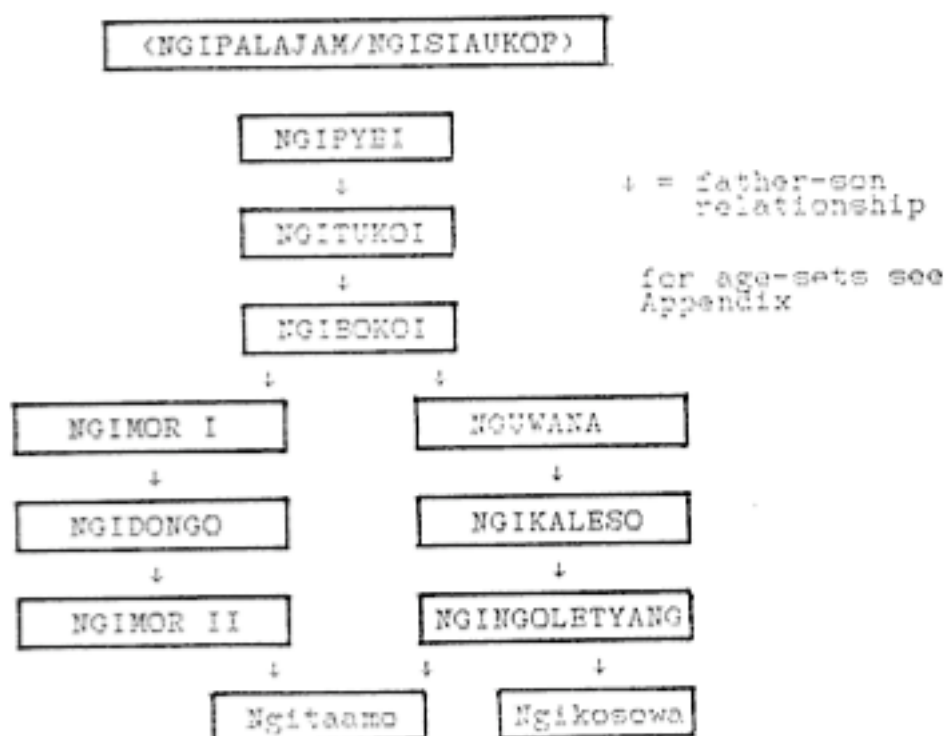 (NGIPALAJAM/NGISIAUKOP)
NGIPYEI
↓
↓ = father-son
relationship
NGITUKOI
↓
for age-sets see
Appendix
NGIBOKOI
↓ ↓
NGIMOR I NGUWANA
↓ ↓
NGIDONGO NGIKALESO
↓ ↓
NGIMOR II NGINGOLETYANG
↓ ↓ ↓
Ngitaamo Ngikosowa